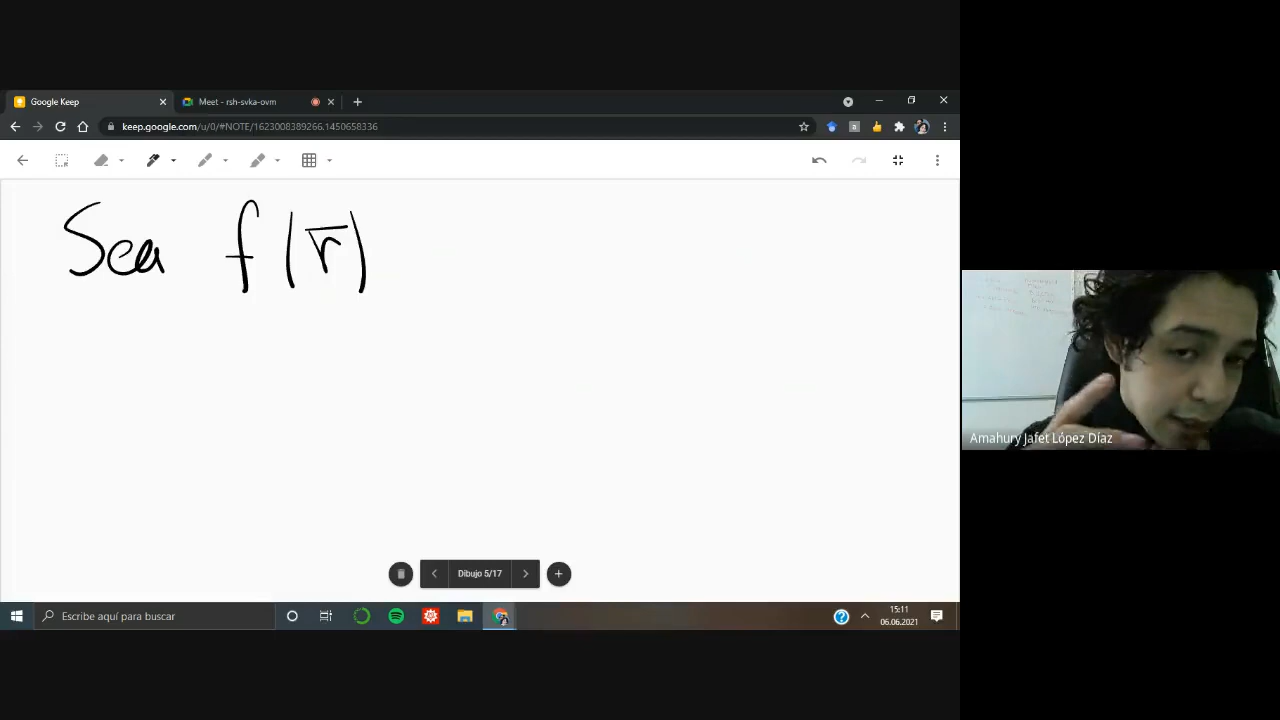 Google Keep
Meet - rsh-svka-ovm
keep.google.com/u/0/#NOTE/1623008389266.1450658336
Sea f(r̅)
Amahury Jafet López Díaz
Dibujo 5/17
Escribe aquí para buscar
15:11
06.06.2021